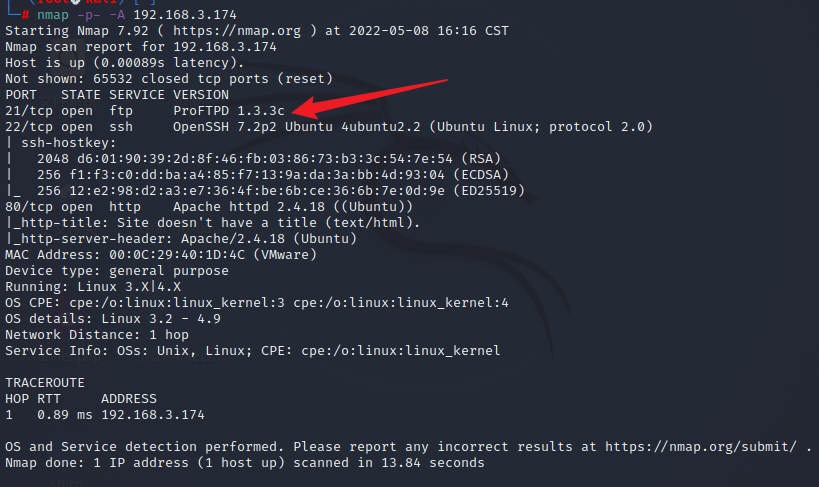 └─# nmap -p- -A 192.168.3.174
Starting Nmap 7.92 ( https://nmap.org ) at 2022-05-08 16:16 CST
Nmap scan report for 192.168.3.174
Host is up (0.00089s latency).
Not shown: 65532 closed tcp ports (reset)
PORT   STATE SERVICE VERSION
21/tcp open  ftp     ProFTPD 1.3.3c
22/tcp open  ssh     OpenSSH 7.2p2 Ubuntu 4ubuntu2.2 (Ubuntu Linux; protocol 2.0)
| ssh-hostkey:
|   2048 d6:01:90:39:2d:8f:46:fb:03:86:73:b3:3c:54:7e:54 (RSA)
|   256 f1:f3:c0:dd:ba:a4:85:f7:13:9a:da:3a:bb:4d:93:04 (ECDSA)
|_  256 12:e2:98:d2:a3:e7:36:4f:be:6b:ce:36:6b:7e:0d:9e (ED25519)
80/tcp open  http    Apache httpd 2.4.18 ((Ubuntu))
|_http-title: Site doesn't have a title (text/html).
|_http-server-header: Apache/2.4.18 (Ubuntu)
MAC Address: 00:0C:29:40:1D:4C (VMware)
Device type: general purpose
Running: Linux 3.X|4.X
OS CPE: cpe:/o:linux:linux_kernel:3 cpe:/o:linux:linux_kernel:4
OS details: Linux 3.2 - 4.9
Network Distance: 1 hop
Service Info: OSs: Unix, Linux; CPE: cpe:/o:linux:linux_kernel
TRACEROUTE
HOP RTT     ADDRESS
1   0.89 ms 192.168.3.174
OS and Service detection performed. Please report any incorrect results at https://nmap.org/submit/ .
Nmap done: 1 IP address (1 host up) scanned in 13.84 seconds